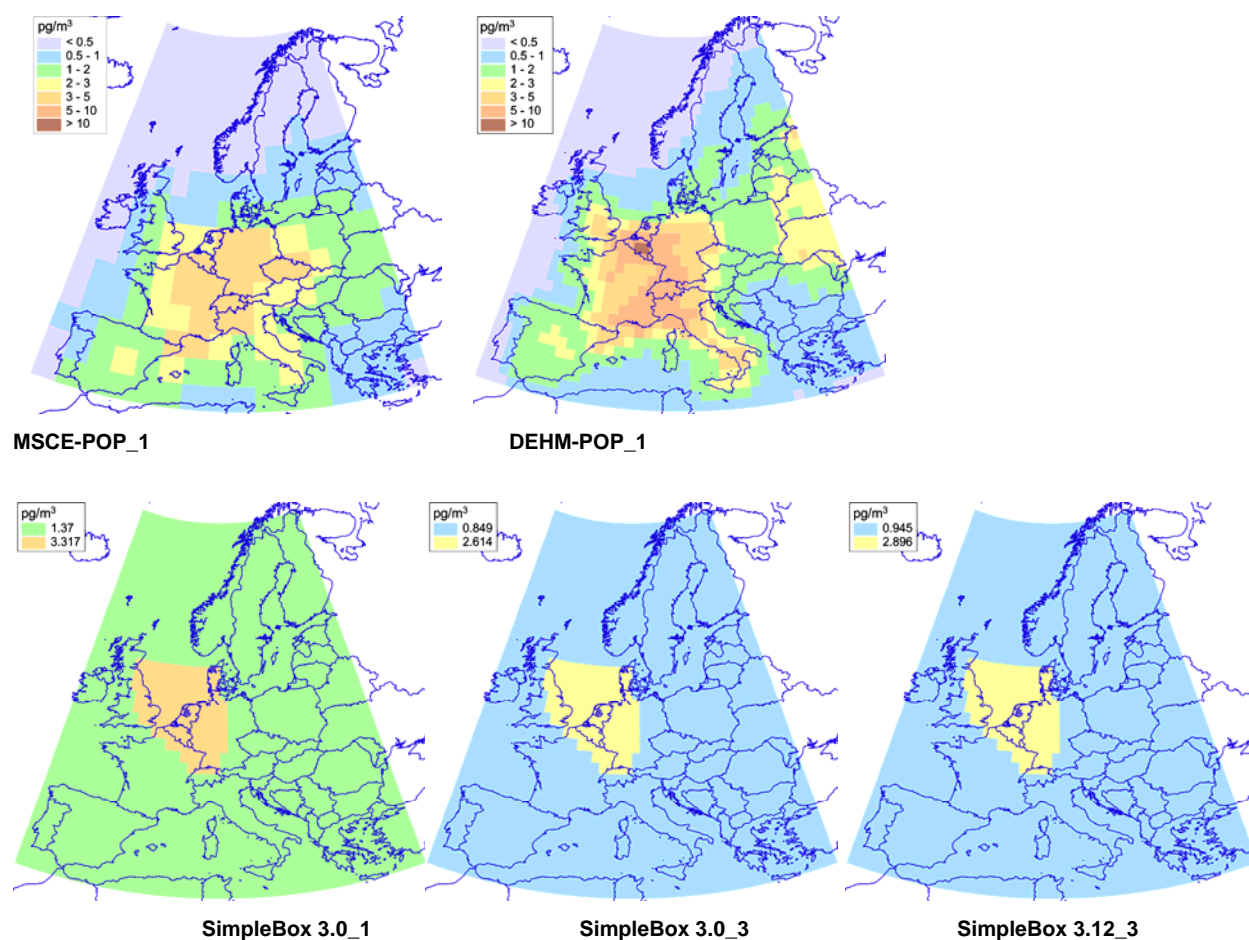 pg/m³
< 0.5
0.5 - 1
1 - 2
2 - 3
3 - 5
5 - 10
> 10
pg/m³
< 0.5
0.5 - 1
1 - 2
2 - 3
3 - 5
5 - 10
> 10
MSCE-POP_1
DEHM-POP_1
pg/m³
1.37
3.317
pg/m³
0.849
2.614
pg/m³
0.945
2.896
SimpleBox 3.0_1
SimpleBox 3.0_3
SimpleBox 3.12_3